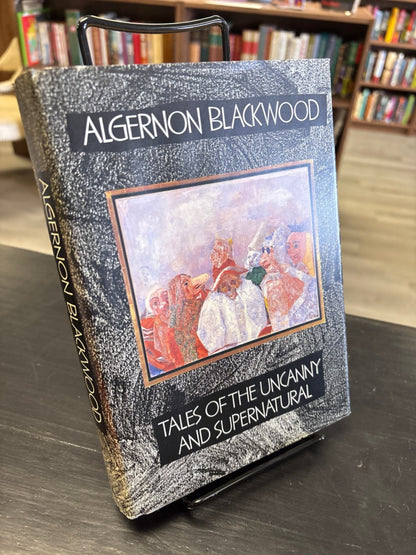 ALGERNON BLACKWOOD
TALES OF THE UNCANNY
AND SUPERNATURAL
ALGERNON BLACKWOOD